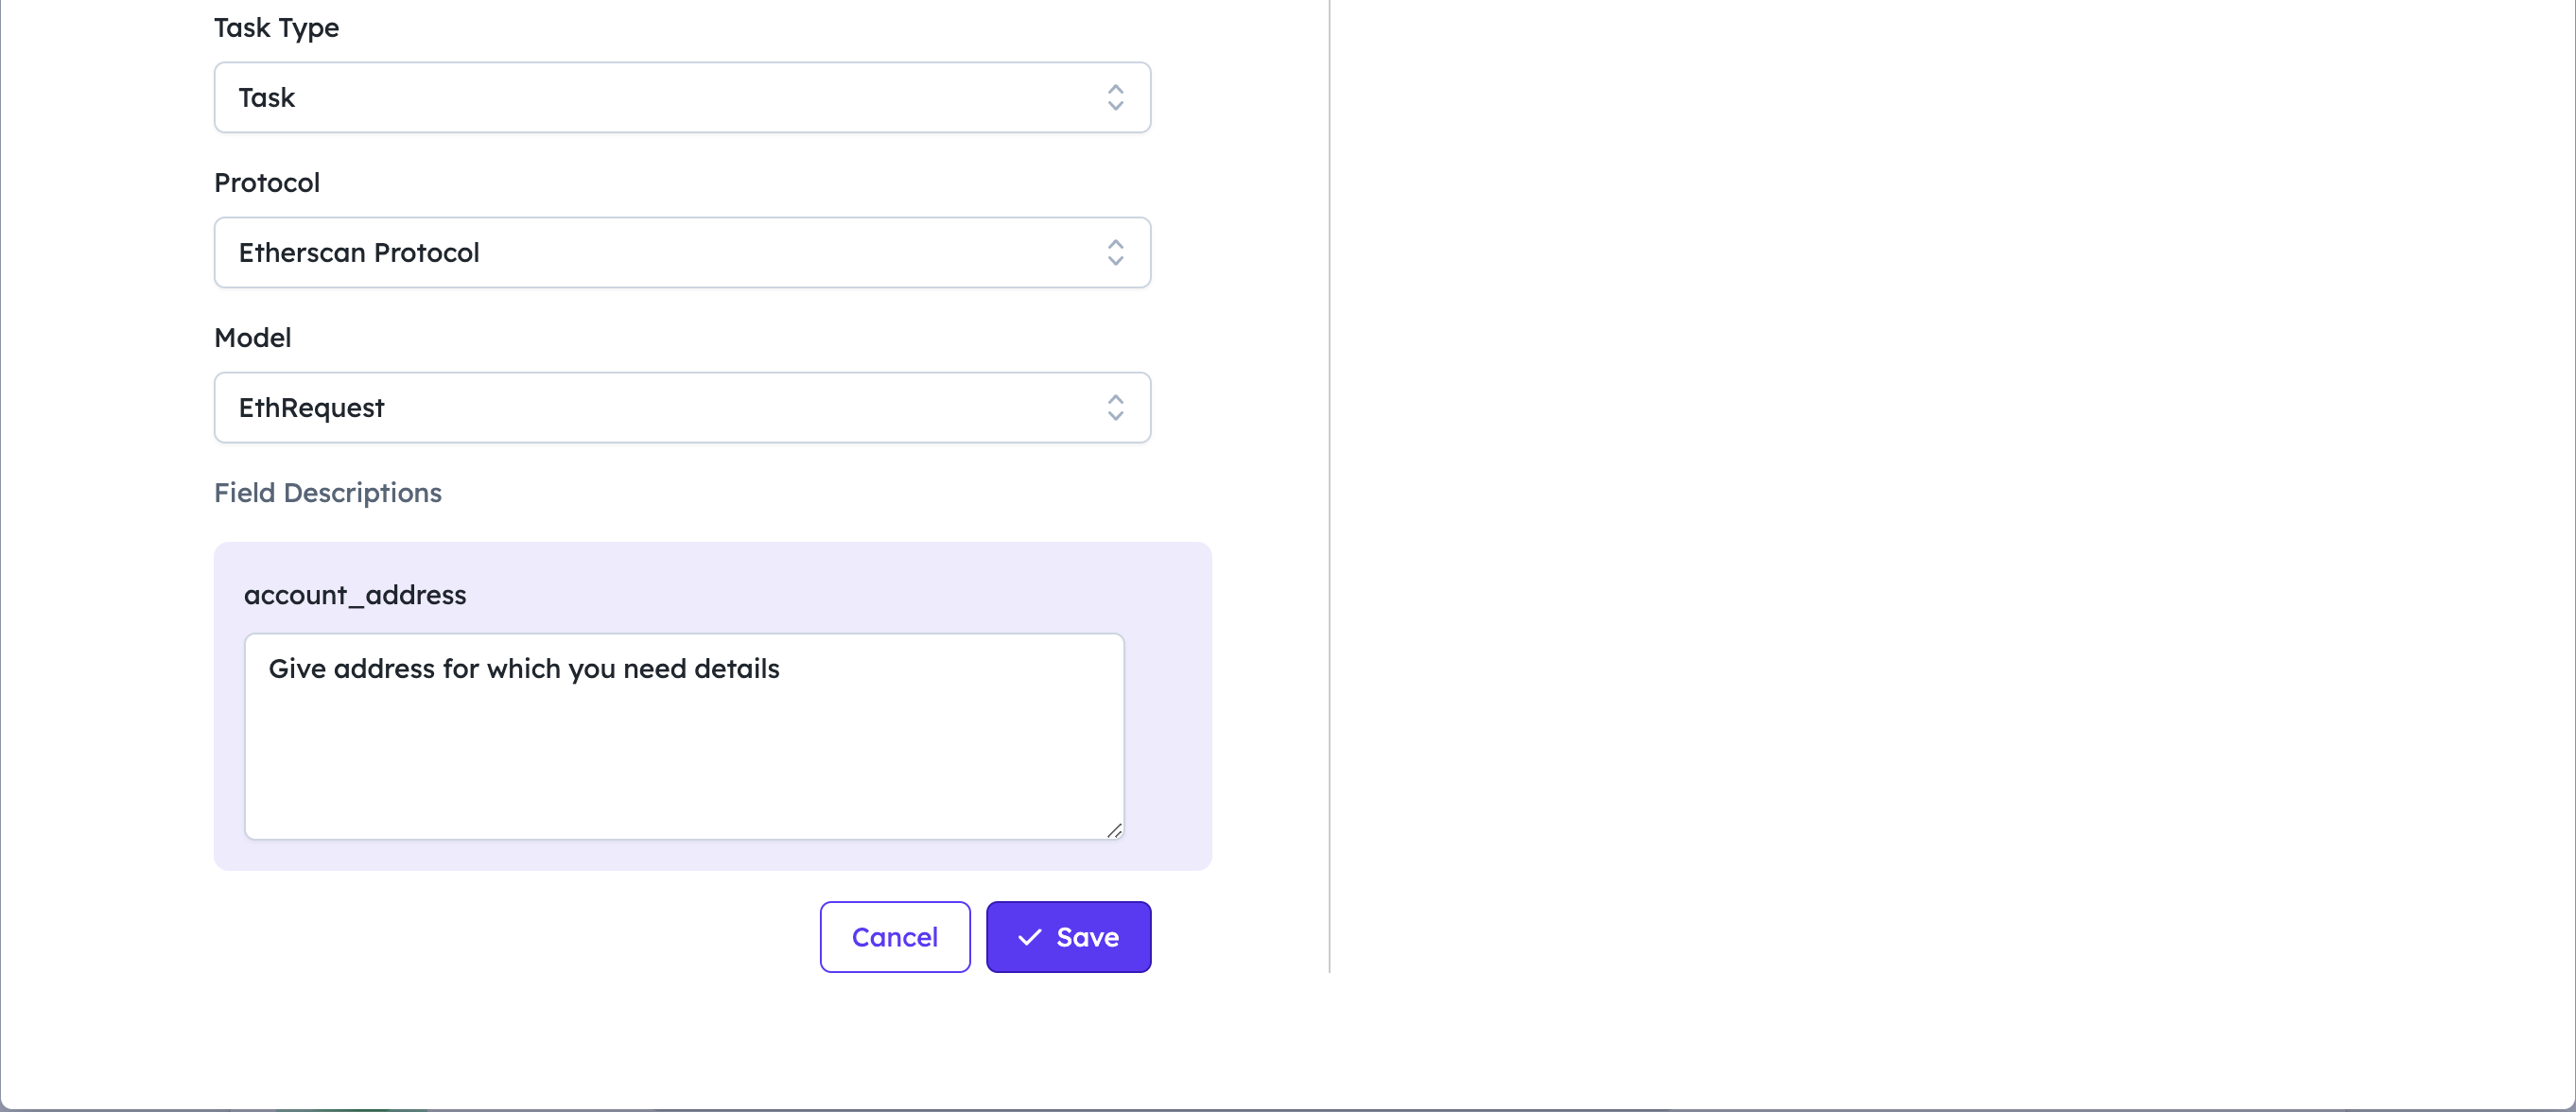 Task Type
Task
Protocol
Etherscan Protocol
Model
EthRequest
Field Descriptions
account_address
Give address for which you need details
Cancel
Save